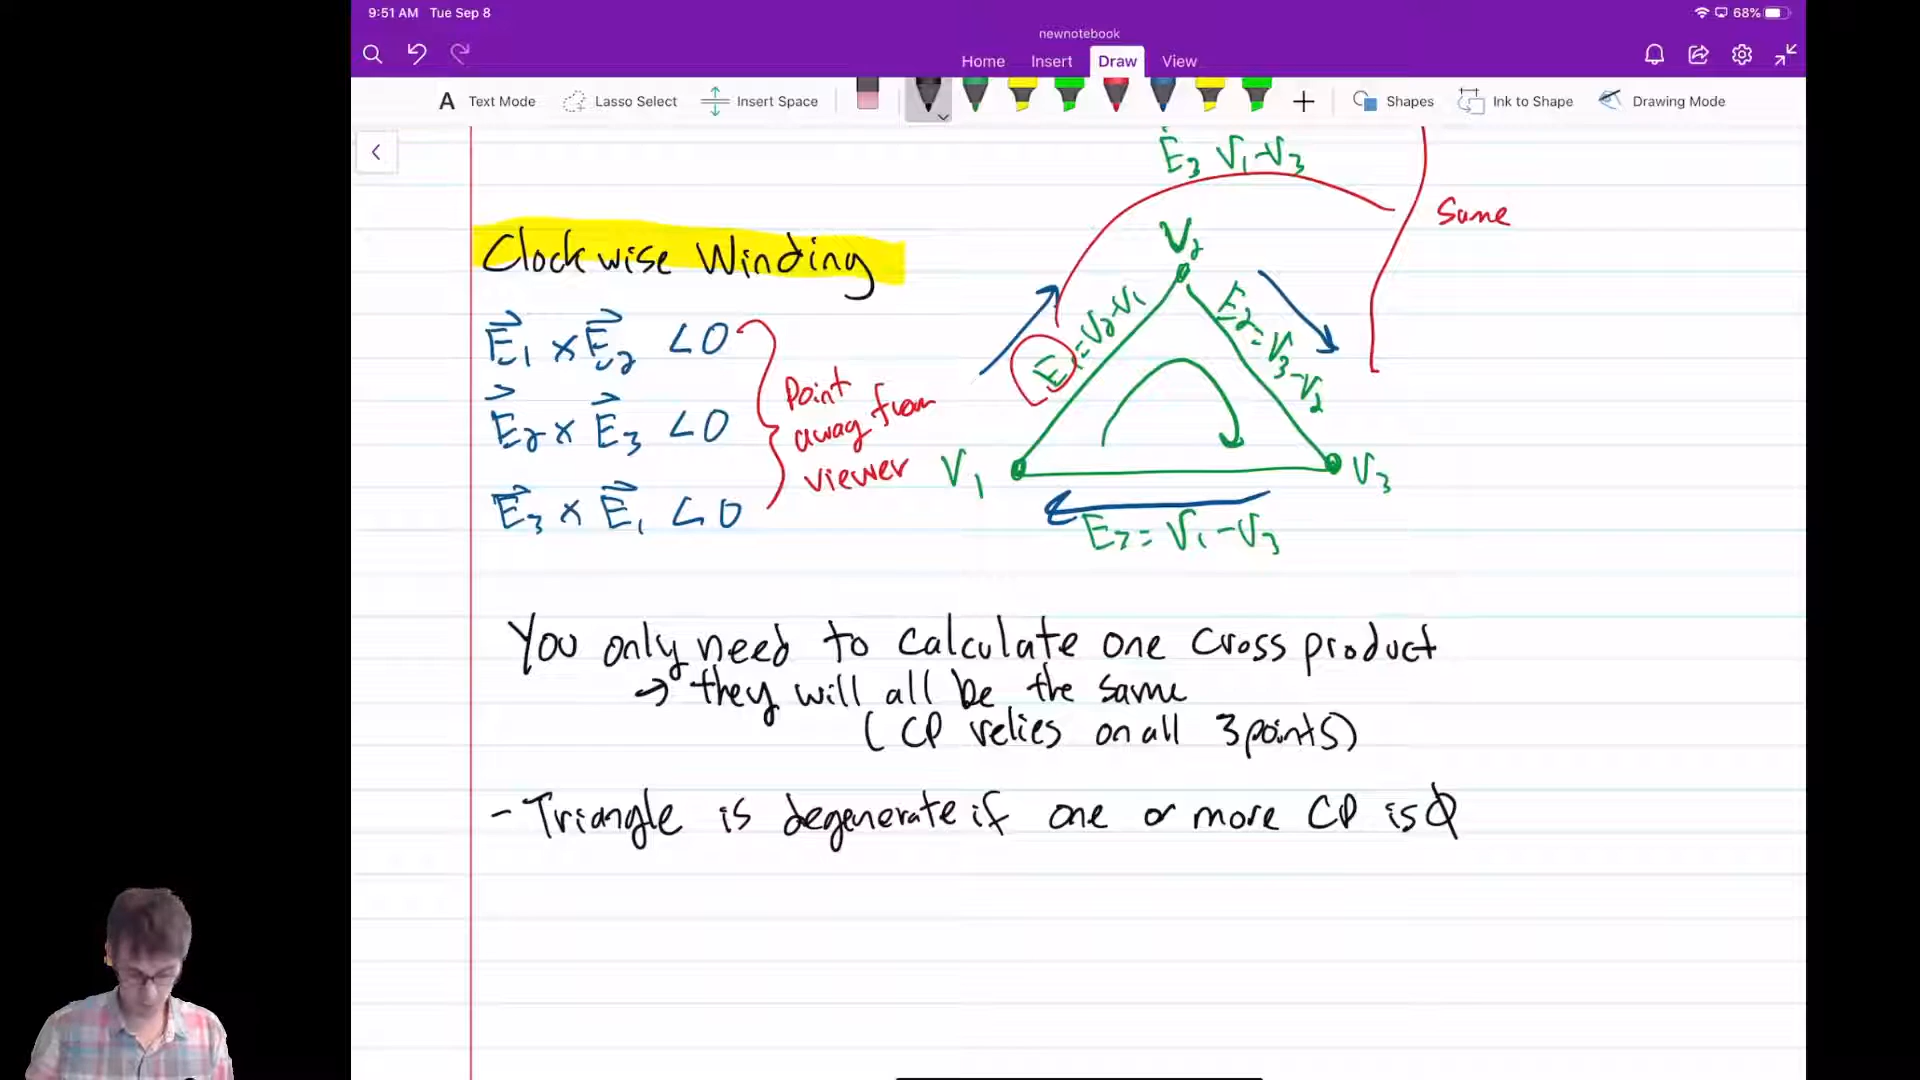 9:51 AM Tue Sep 8
68%
newnotebook
Home Insert Draw View
A Text Mode Lasso Select Insert Space Shapes Ink to Shape Drawing Mode
E3 V1-V3
Same
Clockwise Winding
V2
E1 = V2-V1
E2 = V3-V2
E1 x E2 <0
E2 x E3 <0
E3 x E1 <0
Point
away from
viewer
V1
V3
E3 = V1-V3
You only need to calculate one cross product
→ they will all be the same
(CP relies on all 3 points)
- Triangle is degenerate if one or more CP is 0